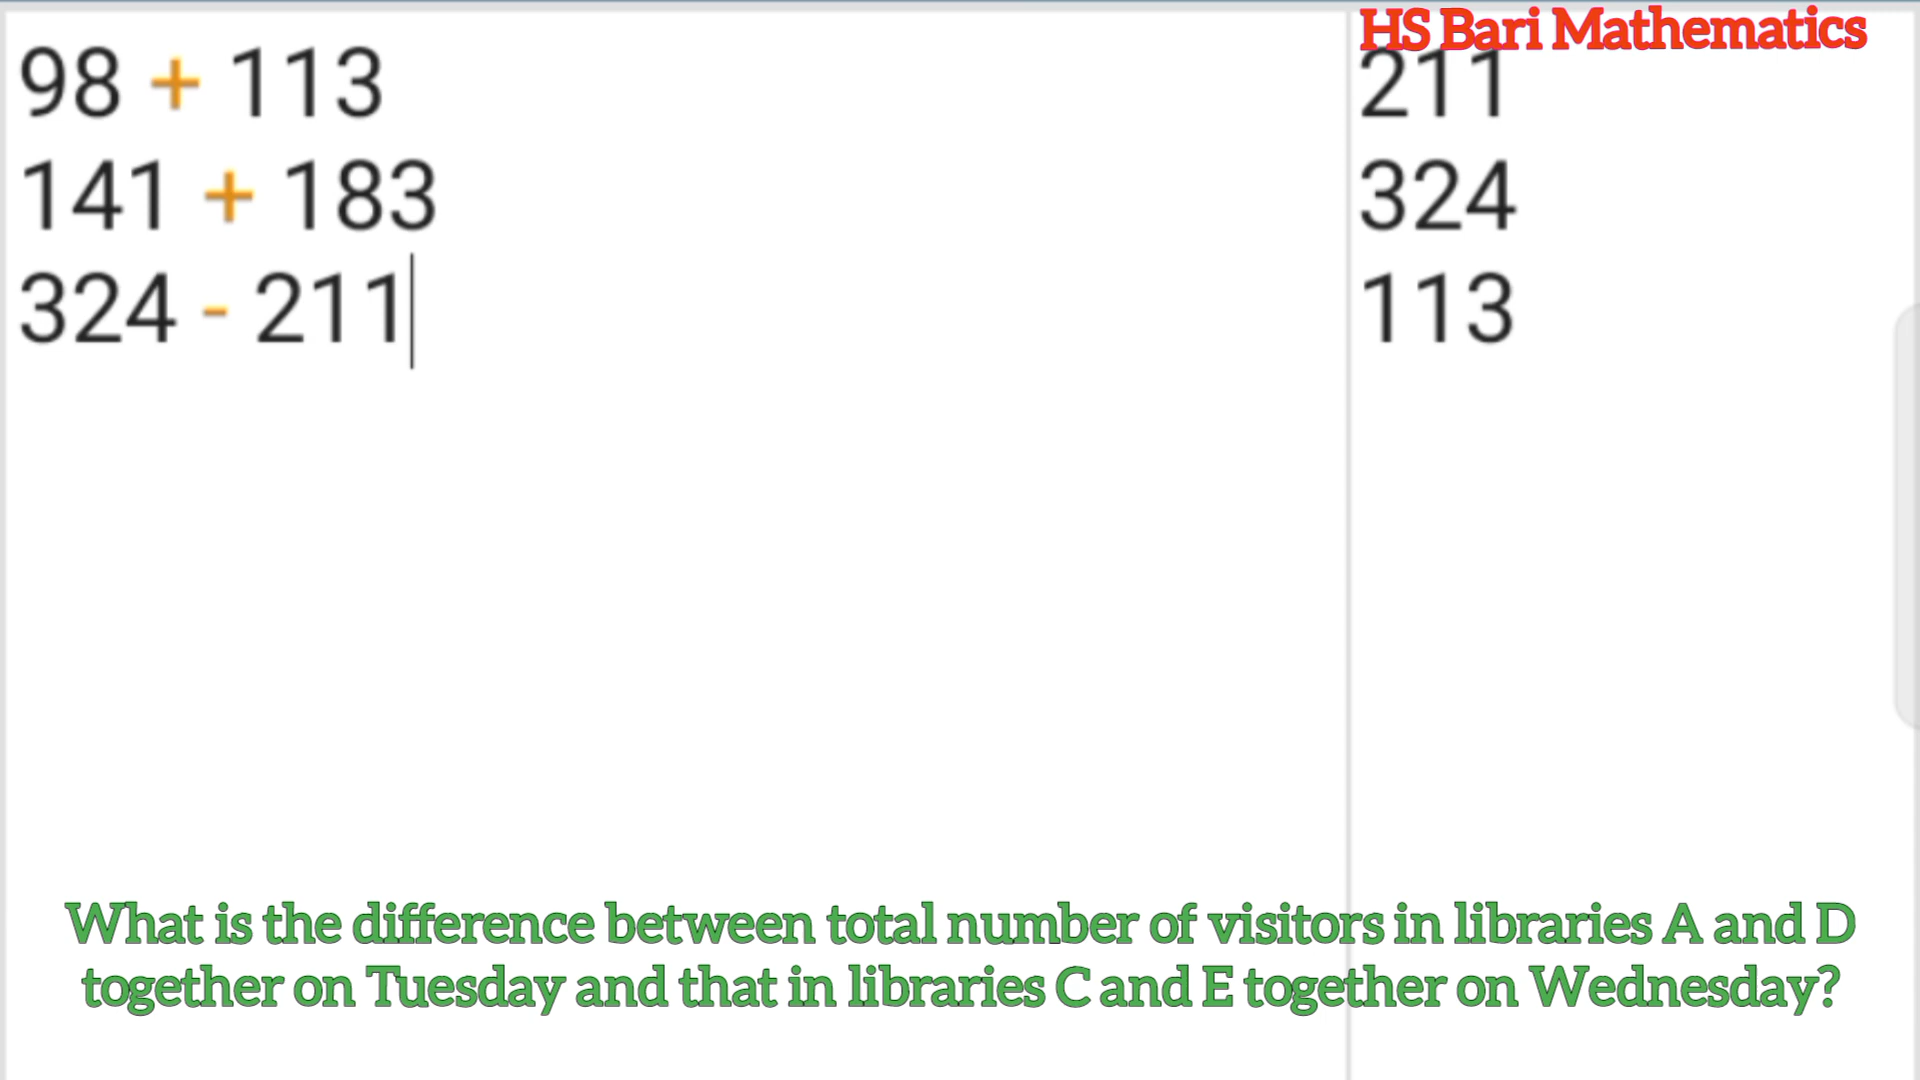 HS Bari Mathematics
98 + 113
211
141 + 183
324
324 - 211
113
What is the difference between total number of visitors in libraries A and D
together on Tuesday and that in libraries C and E together on Wednesday?